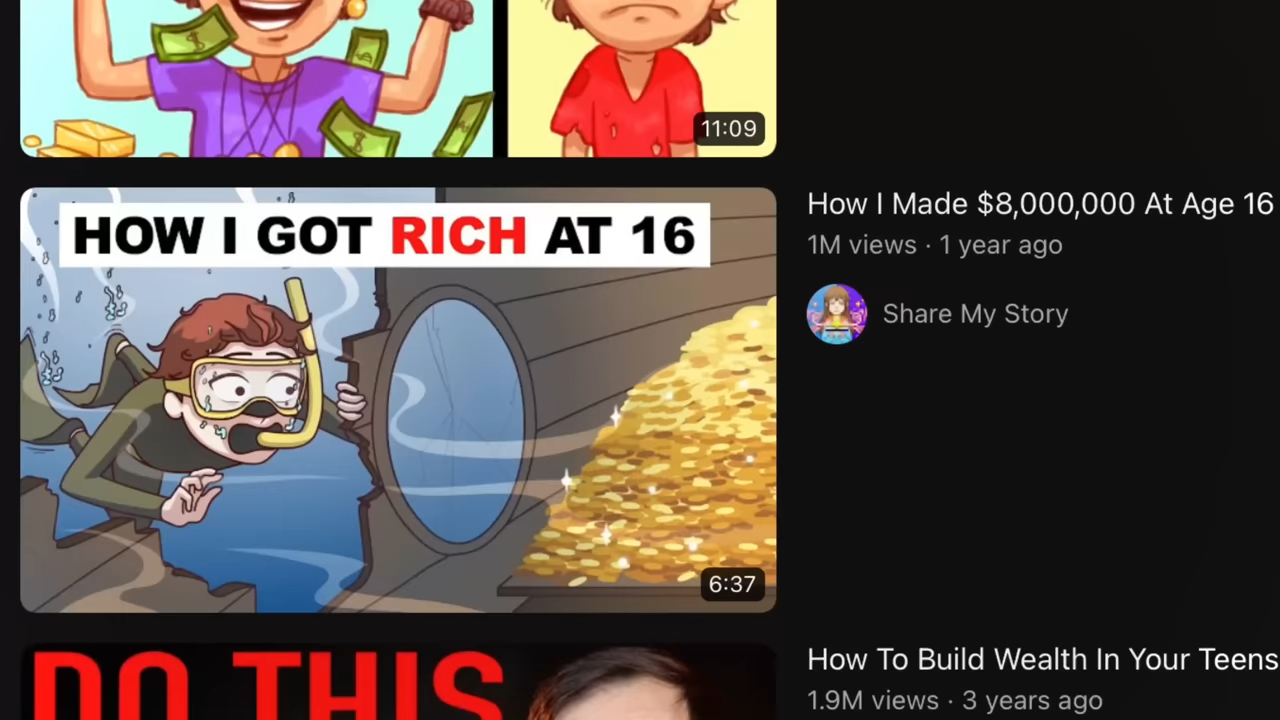 11:09
HOW I GOT RICH AT 16
6:37
How I Made $8,000,000 At Age 16
1M views · 1 year ago
Share My Story
DO THIS
How To Build Wealth In Your Teens
1.9M views · 3 years ago